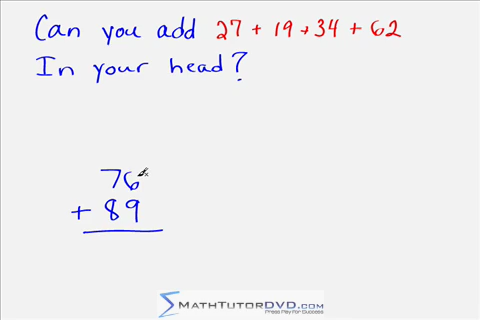 Can you add 27 + 19 + 34 + 62
In your head?
76
+ 89
MATHTUTORDVD.COM
Press Play For Success